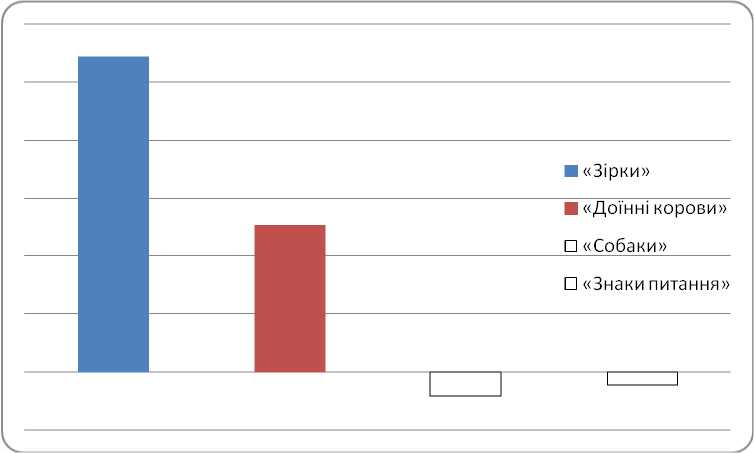 «Зірки»
«Доїнні корови»
«Собаки»
«Знаки питання»